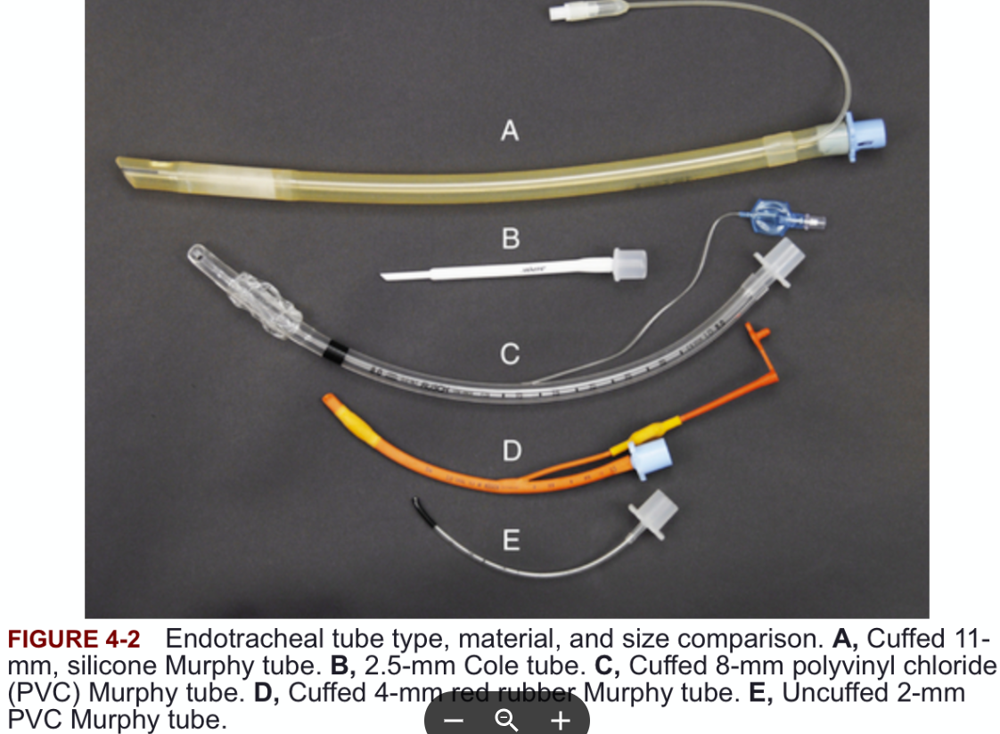 A
B
C
D
E
FIGURE 4-2 Endotracheal tube type, material, and size comparison. A, Cuffed 11-
mm, silicone Murphy tube. B, 2.5-mm Cole tube. C, Cuffed 8-mm polyvinyl chloride
(PVC) Murphy tube. D, Cuffed 4-mm red rubber Murphy tube. E, Uncuffed 2-mm
PVC Murphy tube.